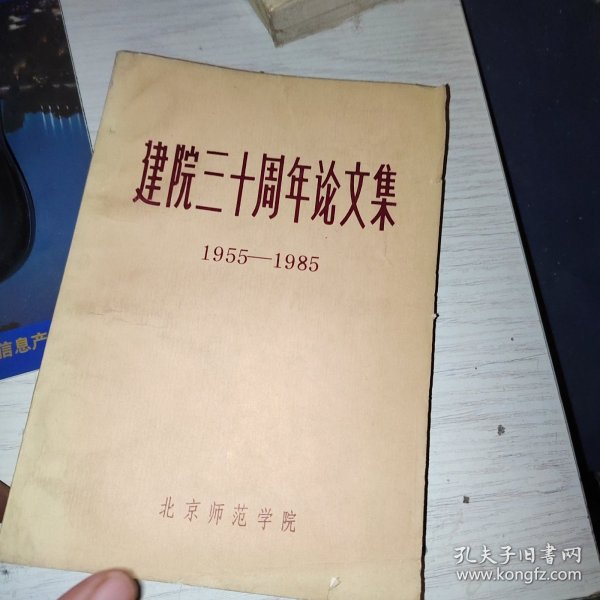 建院三十周年论文集
1955—1985
北京师范学院
信息产
孔夫子旧书网
www.kongfz.com